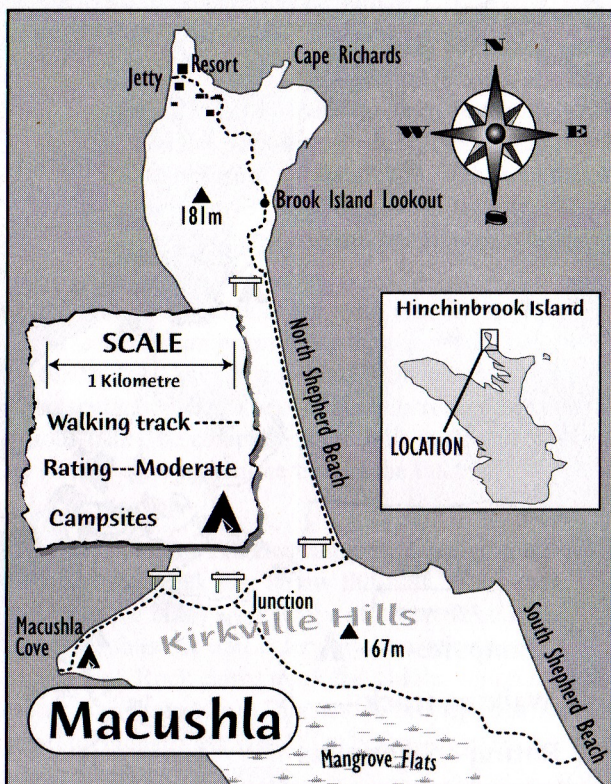 Resort
Jetty
Cape Richards
N
W
E
S
181m
Brook Island Lookout
SCALE
1 Kilometre
Walking track
Rating---Moderate
Campsites
North Shepherd Beach
Hinchinbrook Island
LOCATION
Junction
Kirkville Hills
Macushla
Cove
167m
South Shepherd Beach
Macushla
Mangrove Flats